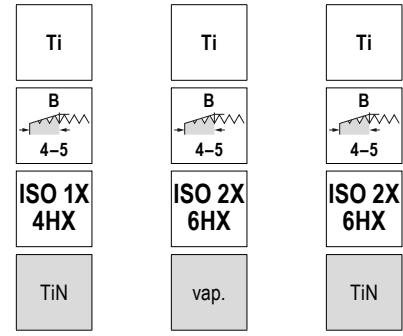 Ti
Ti
Ti
B
4–5
B
4–5
B
4–5
ISO 1X
4HX
ISO 2X
6HX
ISO 2X
6HX
TiN
vap.
TiN